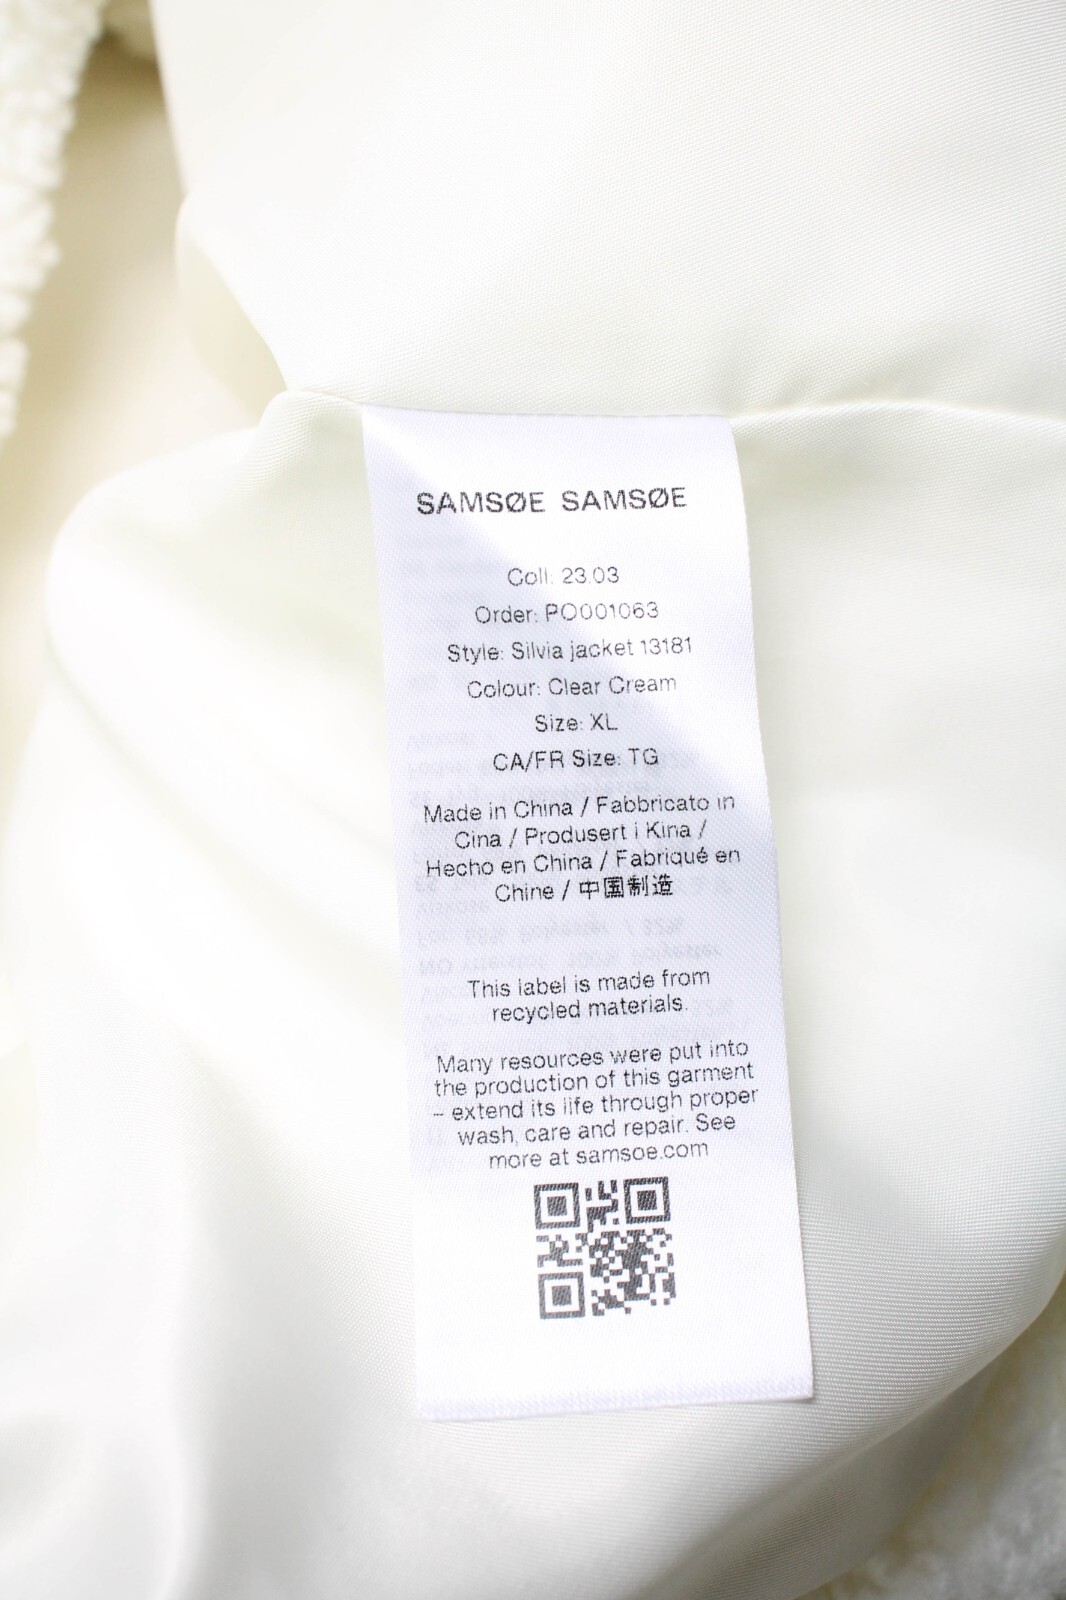 SAMSØE SAMSØE
Coll: 23.03
Order: PO001063
Style: Silvia jacket 13181
Colour: Clear Cream
Size: XL
CA/FR Size: TG
Made in China / Fabbricato in
Cina / Produsert i Kina /
Hecho en China / Fabriqué en
Chine / 中国制造
This label is made from
recycled materials.
Many resources were put into
the production of this garment
– extend its life through proper
wash, care and repair. See
more at samsoe.com